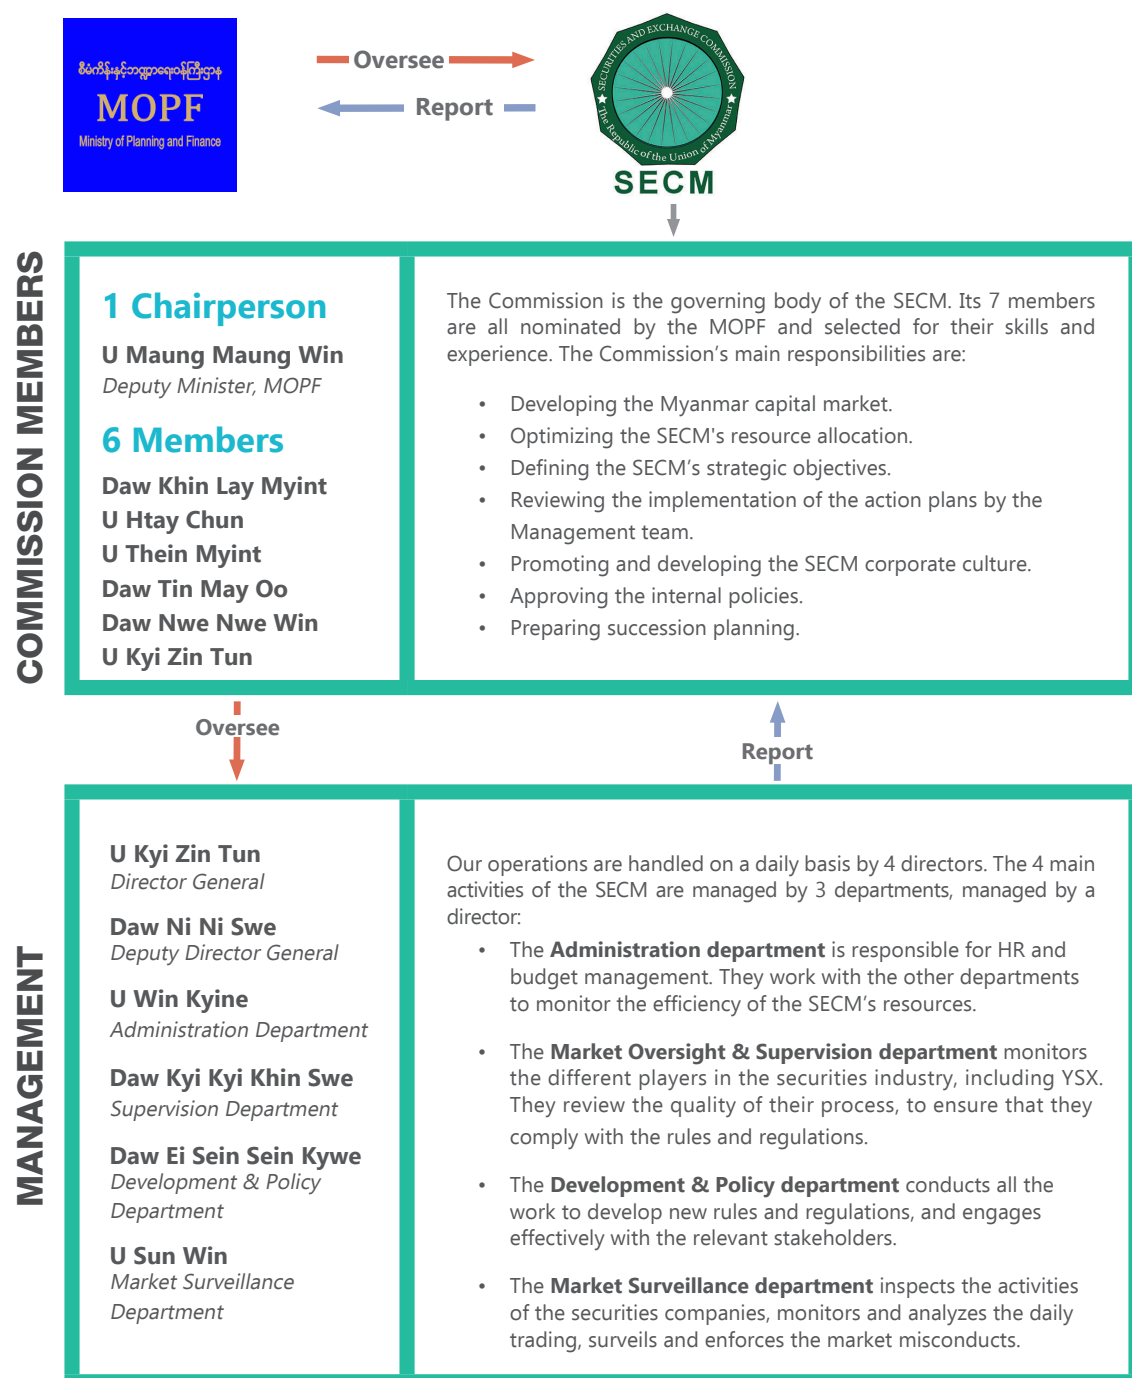 စီမံကိန်းနှင့်ဘဏ္ဍာရေးဝန်ကြီးဌာန
MOPF
Ministry of Planning and Finance
Oversee
Report
SECURITIES AND EXCHANGE COMMISSION
The Republic of the Union of Myanmar
SECM
COMMISSION MEMBERS
1 Chairperson
U Maung Maung Win
Deputy Minister, MOPF
6 Members
Daw Khin Lay Myint
U Htay Chun
U Thein Myint
Daw Tin May Oo
Daw Nwe Nwe Win
U Kyi Zin Tun
The Commission is the governing body of the SECM. Its 7 members
are all nominated by the MOPF and selected for their skills and
experience. The Commission’s main responsibilities are:
• Developing the Myanmar capital market.
• Optimizing the SECM's resource allocation.
• Defining the SECM’s strategic objectives.
• Reviewing the implementation of the action plans by the
Management team.
• Promoting and developing the SECM corporate culture.
• Approving the internal policies.
• Preparing succession planning.
Oversee
Report
MANAGEMENT
U Kyi Zin Tun
Director General
Daw Ni Ni Swe
Deputy Director General
U Win Kyine
Administration Department
Daw Kyi Kyi Khin Swe
Supervision Department
Daw Ei Sein Sein Kywe
Development & Policy
Department
U Sun Win
Market Surveillance
Department
Our operations are handled on a daily basis by 4 directors. The 4 main
activities of the SECM are managed by 3 departments, managed by a
director:
• The Administration department is responsible for HR and
budget management. They work with the other departments
to monitor the efficiency of the SECM’s resources.
• The Market Oversight & Supervision department monitors
the different players in the securities industry, including YSX.
They review the quality of their process, to ensure that they
comply with the rules and regulations.
• The Development & Policy department conducts all the
work to develop new rules and regulations, and engages
effectively with the relevant stakeholders.
• The Market Surveillance department inspects the activities
of the securities companies, monitors and analyzes the daily
trading, surveils and enforces the market misconducts.